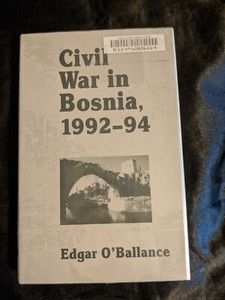 Civil
War in
Bosnia,
1992–94
Edgar O'Ballance